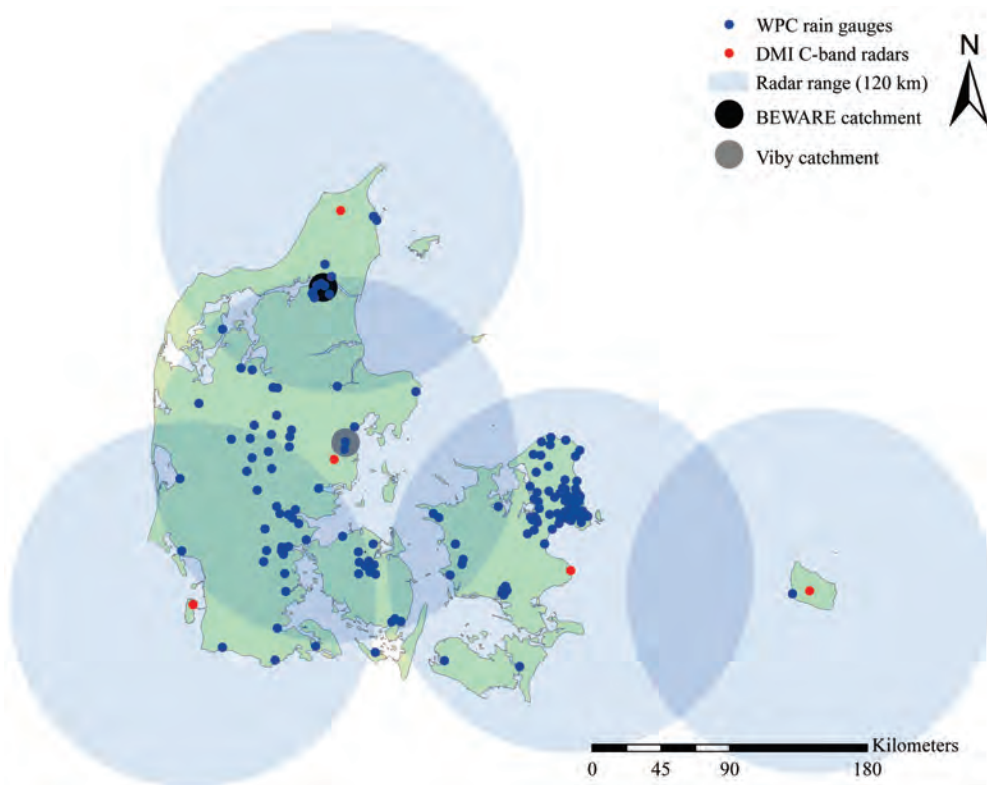 WPC rain gauges
DMI C-band radars
Radar range (120 km)
BEWARE catchment
Viby catchment
N
Kilometers
0 45 90 180